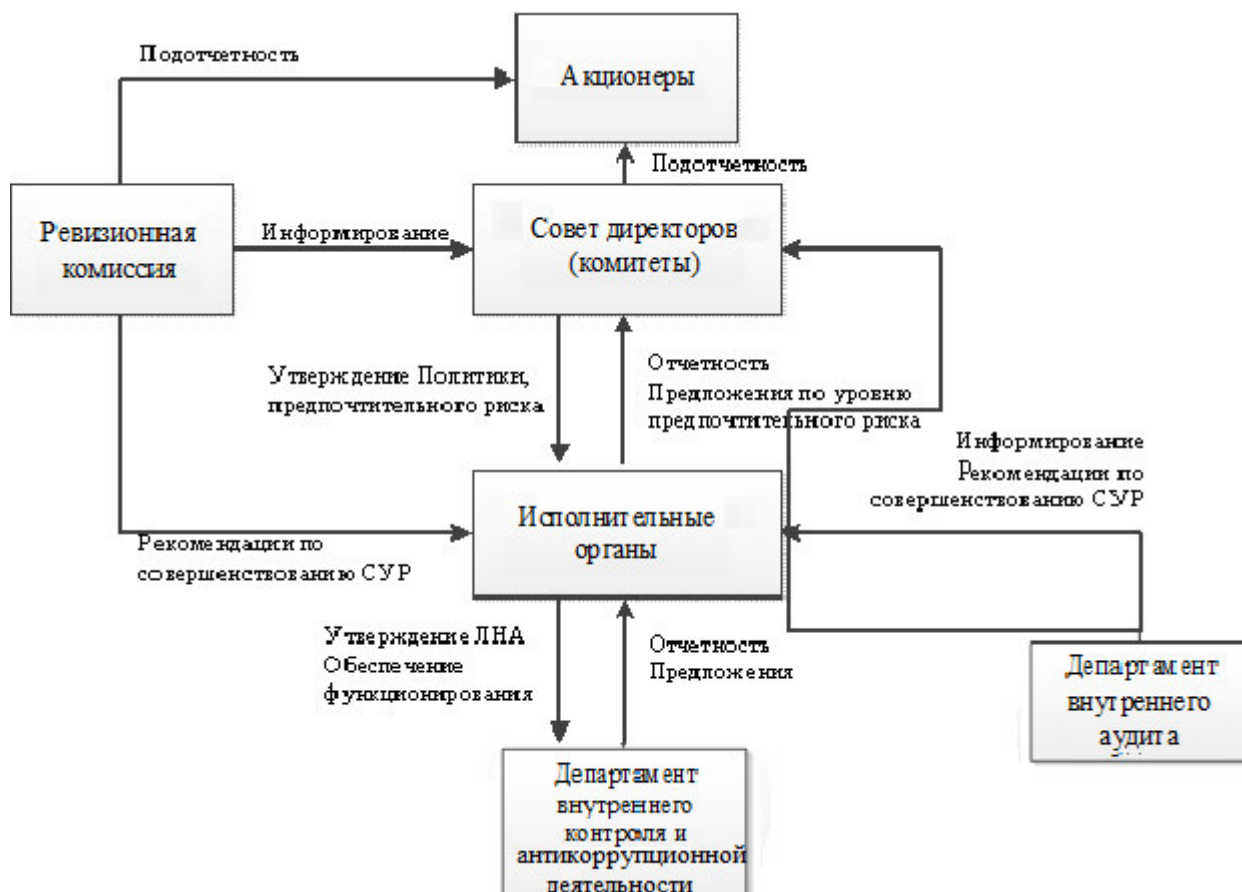 Подотчетность
Акционеры
Подотчетность
Ревизионная
комиссия
Информирование
Совет директоров
(комитеты)
Утверждение Политики,
предпочтительного риска
Отчетность
Предложения по уровню
предпочтительного риска
Информирование
Рекомендации по
совершенствованию СУР
Исполнительные
органы
Рекомендации по
совершенствованию СУР
Утверждение ЛНА
Обеспечение
функционирования
Отчетность
Предложения
Департамент
внутреннего
аудита
Департамент
внутреннего
контроля и
антикоррупционной
деятельности